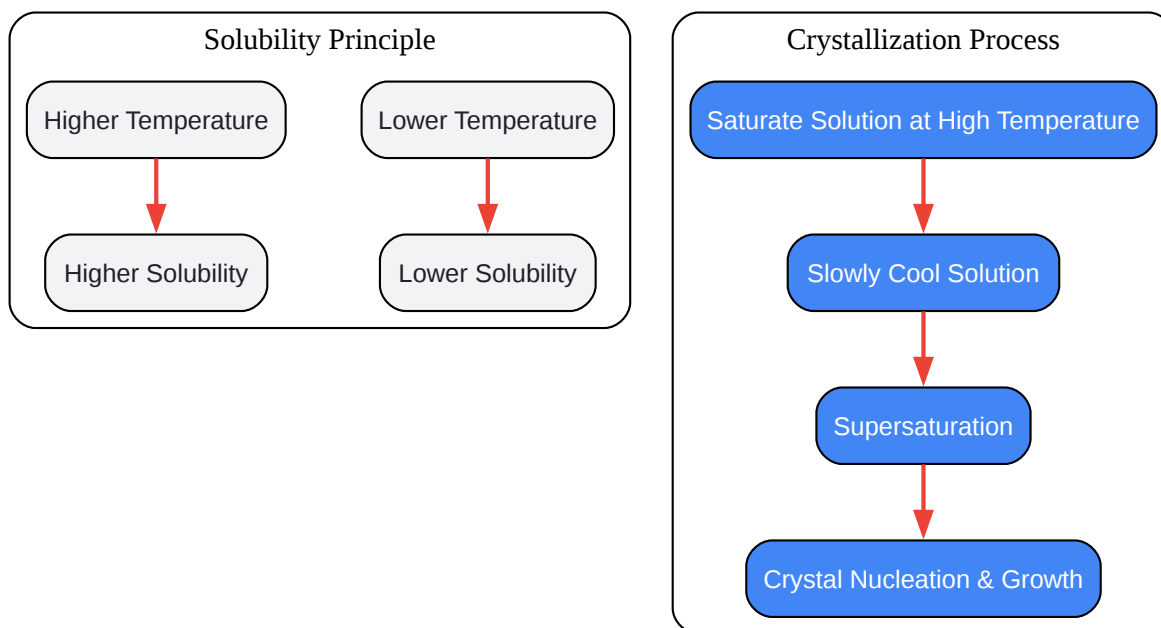 Solubility Principle
Higher Temperature
Lower Temperature
Higher Solubility
Lower Solubility
Crystallization Process
Saturate Solution at High Temperature
Slowly Cool Solution
Supersaturation
Crystal Nucleation & Growth